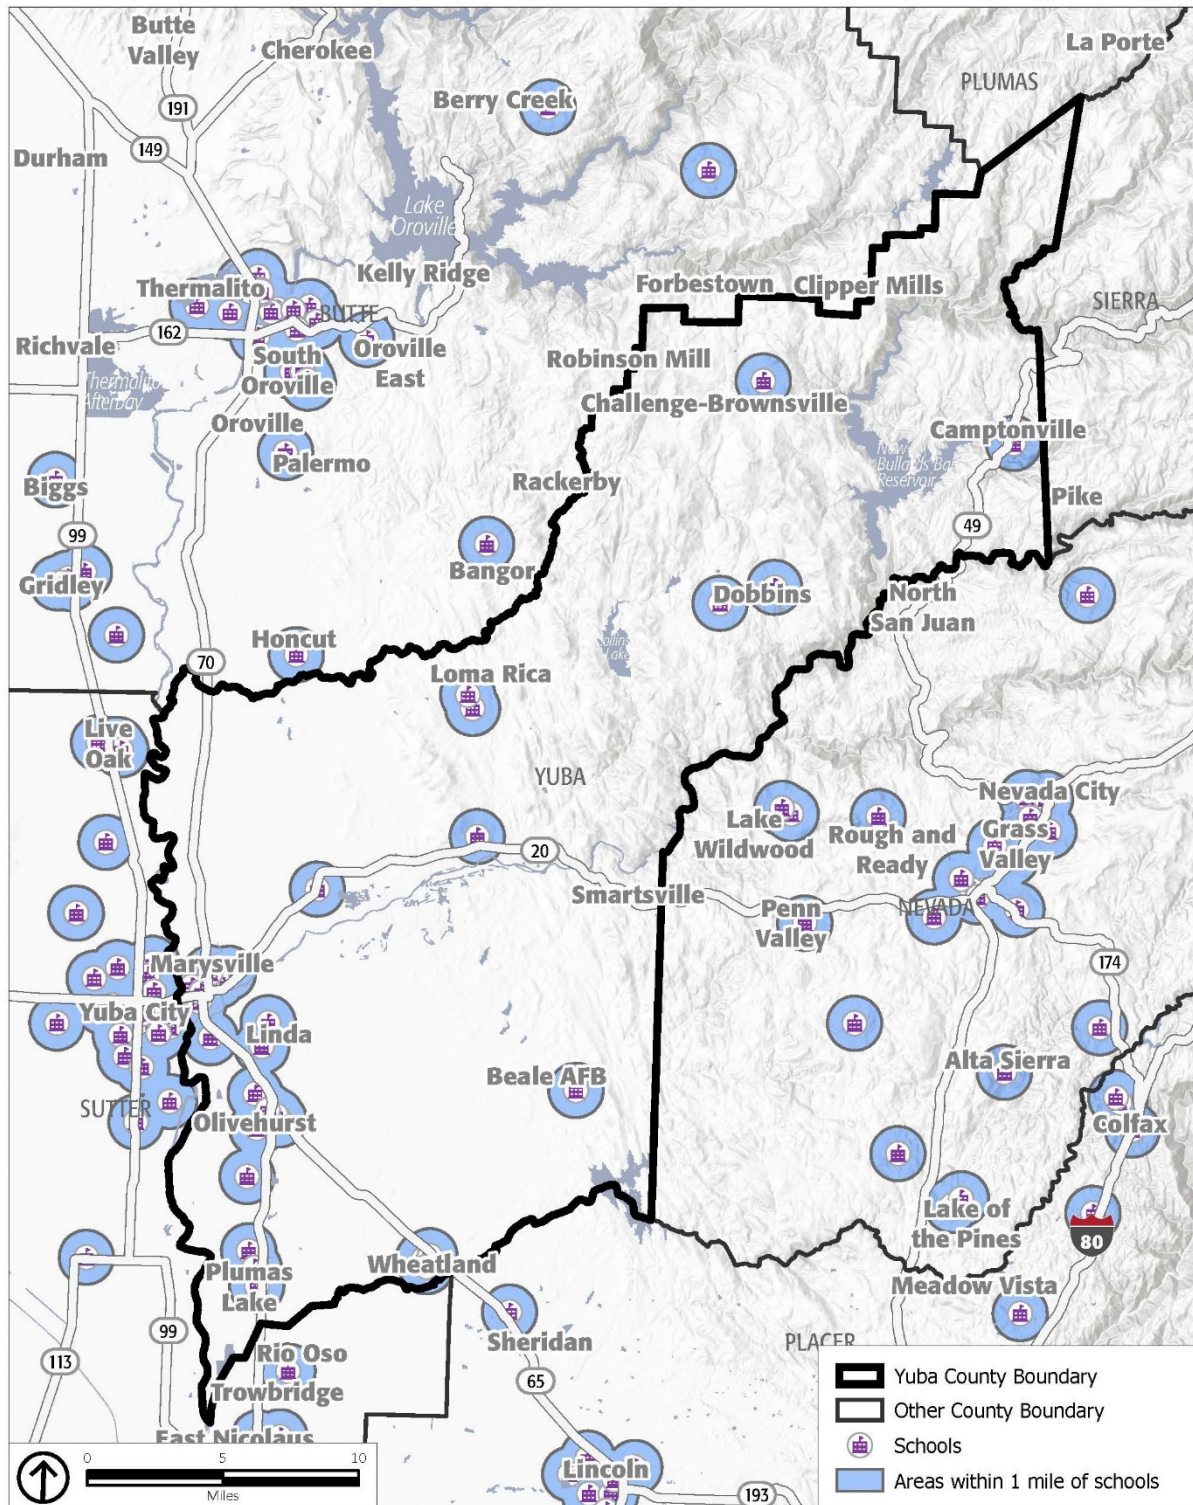 Butte
Valley
Cherokee
La Porte
PLUMAS
Berry Creek
191
149
Durham
Lake
Oroville
Kelly Ridge
Thermalito
BUTTE
Forbestown
Clipper Mills
SIERRA
162
Richvale
South
Oroville
Oroville
East
Robinson Mill
Thermalito
Afterbay
Challenge-Brownsville
Oroville
Camptonville
Palermo
New
Bullards Bar
Reservoir
Biggs
Rackerby
Pike
99
49
Bangor
Gridley
Dobbins
North
San Juan
Honcut
Collins
Lake
70
Loma Rica
Live
Oak
YUBA
Nevada City
Lake
Wildwood
Rough and
Ready
Grass
Valley
20
Smartsville
Penn
Valley
NEVADA
Marysville
174
Yuba City
Linda
Alta Sierra
Beale AFB
SUTTER
Olivehurst
Colfax
Lake of
the Pines
80
Wheatland
Plumas
Lake
Meadow Vista
99
Sheridan
PLACER
113
Rio Oso
Trowbridge
65
East Nicolaus
Lincoln
193
Yuba County Boundary
Other County Boundary
Schools
Areas within 1 mile of schools
0 5 10
Miles